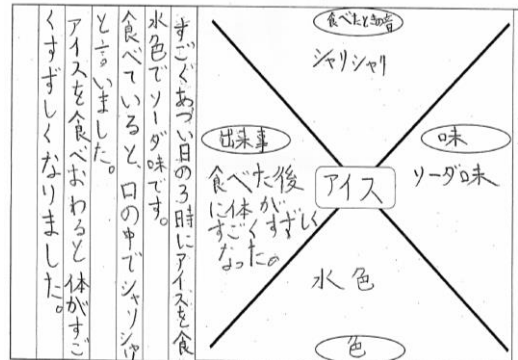 食べたときの音
シャリシャリ
味
ソーダ味
アイス
出来事
食べた後
に体が
すごくすずしく
なった。
水色
色
すごくあつい日の3時にアイスを食
水色でソーダ味です。
食べていると、口の中でシャリシャ
と言いました。
アイスを食べおわると体がすご
くすずしくなりました。